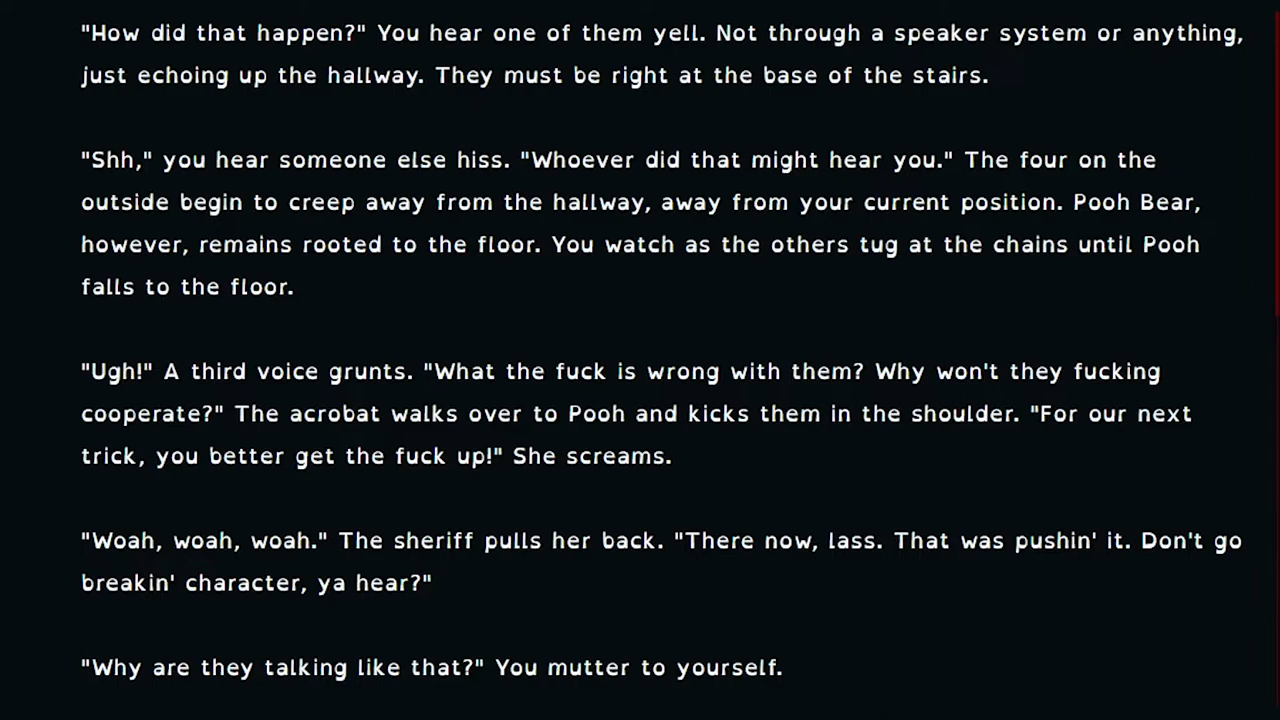 "How did that happen?" You hear one of them yell. Not through a speaker system or anything,
just echoing up the hallway. They must be right at the base of the stairs.
"Shh," you hear someone else hiss. "Whoever did that might hear you." The four on the
outside begin to creep away from the hallway, away from your current position. Pooh Bear,
however, remains rooted to the floor. You watch as the others tug at the chains until Pooh
falls to the floor.
"Ugh!" A third voice grunts. "What the fuck is wrong with them? Why won't they fucking
cooperate?" The acrobat walks over to Pooh and kicks them in the shoulder. "For our next
trick, you better get the fuck up!" She screams.
"Woah, woah, woah." The sheriff pulls her back. "There now, lass. That was pushin' it. Don't go
breakin' character, ya hear?"
"Why are they talking like that?" You mutter to yourself.